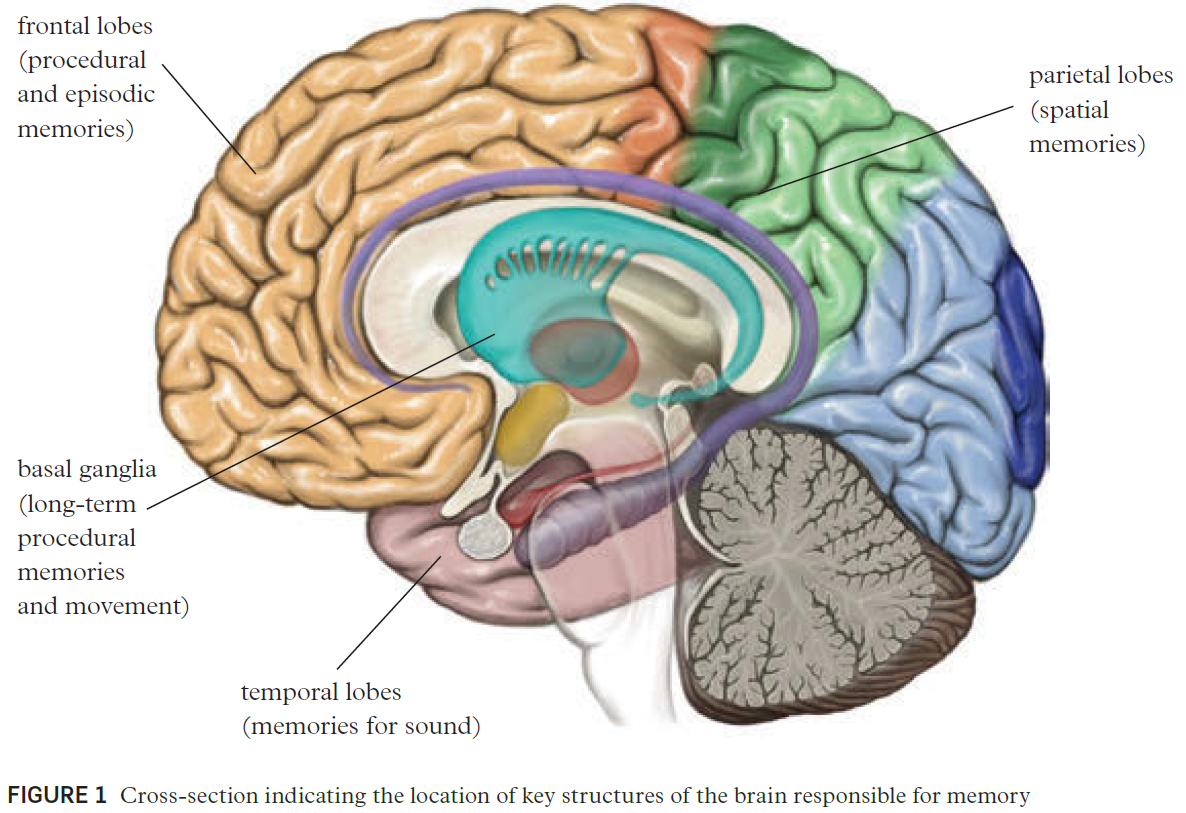 frontal lobes
(procedural
and episodic
memories)
parietal lobes
(spatial
memories)
basal ganglia
(long-term
procedural
memories
and movement)
temporal lobes
(memories for sound)
FIGURE 1 Cross-section indicating the location of key structures of the brain responsible for memory